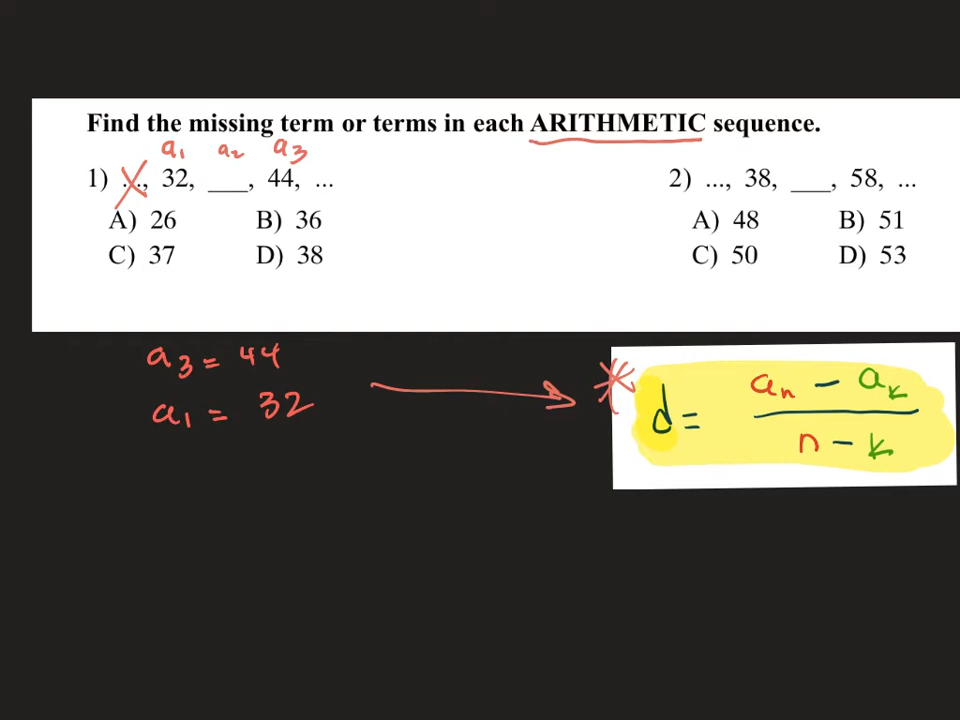 Find the missing term or terms in each ARITHMETIC sequence.
a₁ a₂ a₃
1) ..., 32, ___, 44, ...
A) 26 B) 36
C) 37 D) 38
2) ..., 38, ___, 58, ...
A) 48 B) 51
C) 50 D) 53
a₃ = 44
a₁ = 32
* d = (aₙ − aₖ) / (n − k)